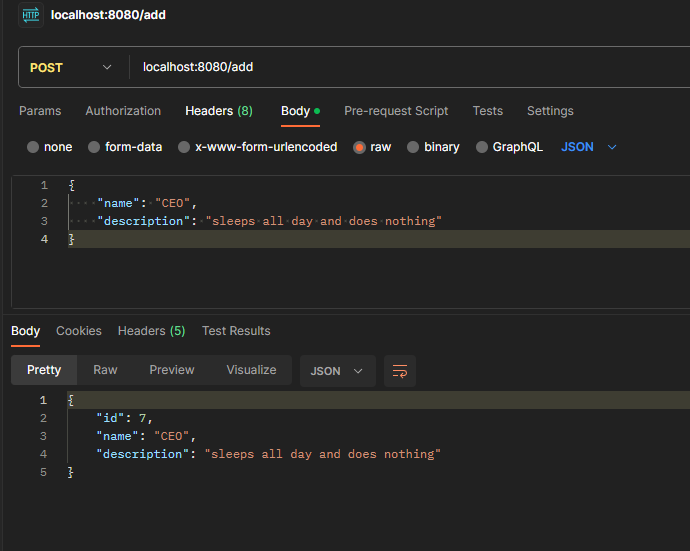 HTTP localhost:8080/add
POST localhost:8080/add
Params Authorization Headers (8) Body Pre-request Script Tests Settings
none form-data x-www-form-urlencoded raw binary GraphQL JSON
1 {
2 "name": "CEO",
3 "description": "sleeps all day and does nothing"
4 }
Body Cookies Headers (5) Test Results
Pretty Raw Preview Visualize JSON
1 {
2 "id": 7,
3 "name": "CEO",
4 "description": "sleeps all day and does nothing"
5 }